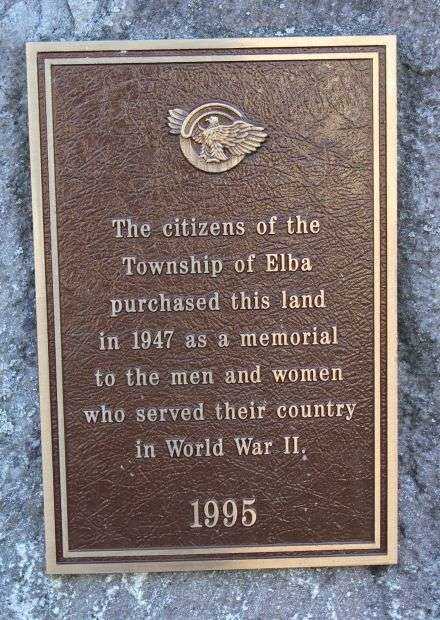 The citizens of the
Township of Elba
purchased this land
in 1947 as a memorial
to the men and women
who served their country
in World War II.
1995